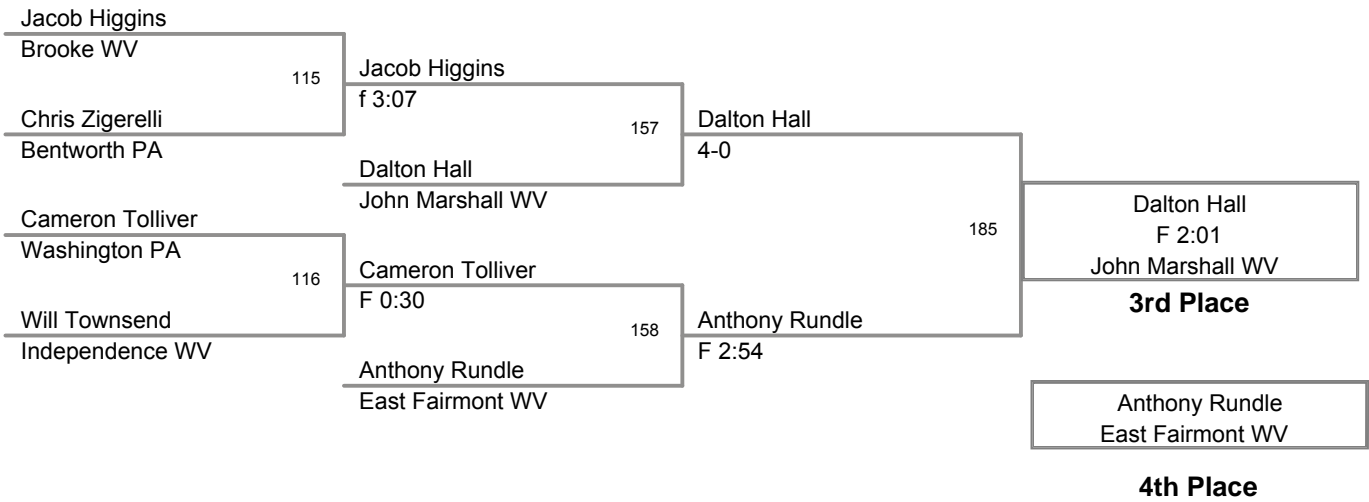 Jacob Higgins
Brooke WV
115
Jacob Higgins
f 3:07
Chris Zigerelli
Bentworth PA
157
Dalton Hall
4-0
Dalton Hall
John Marshall WV
Cameron Tolliver
Washington PA
116
Cameron Tolliver
F 0:30
Will Townsend
Independence WV
158
Anthony Rundle
F 2:54
Anthony Rundle
East Fairmont WV
185
Dalton Hall
F 2:01
John Marshall WV
3rd Place
Anthony Rundle
East Fairmont WV
4th Place